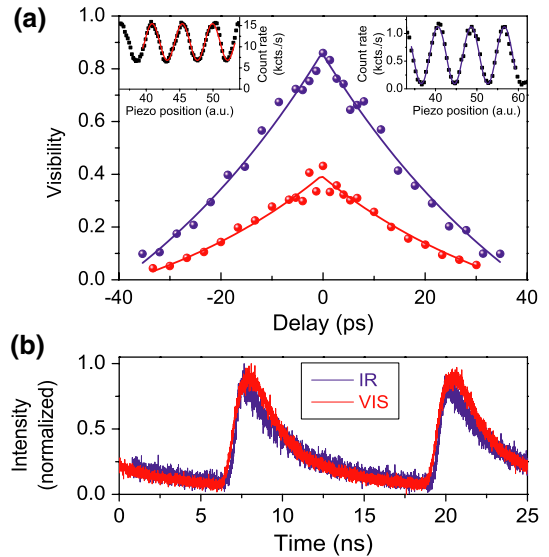 (a)
15
10
5
0
Count rate
(kcts./s)
40
45
50
Piezo position (a.u.)
1.0
0.5
0.0
Count rate
(kcts./s)
40
50
60
Piezo position (a.u.)
1.0
0.8
0.6
0.4
0.2
0.0
Visibility
-40
-20
0
20
40
Delay (ps)
(b)
IR
VIS
1.0
0.5
0.0
Intensity
(normalized)
0
5
10
15
20
25
Time (ns)